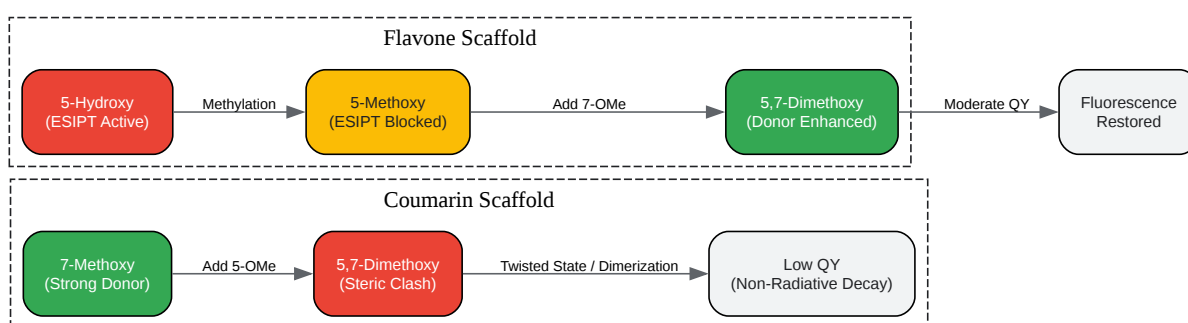 Flavone Scaffold
5-Hydroxy
(ESIPT Active)
Methylation
5-Methoxy
(ESIPT Blocked)
Add 7-OMe
5,7-Dimethoxy
(Donor Enhanced)
Moderate QY
Fluorescence
Restored
Coumarin Scaffold
7-Methoxy
(Strong Donor)
Add 5-OMe
5,7-Dimethoxy
(Steric Clash)
Twisted State / Dimerization
Low QY
(Non-Radiative Decay)